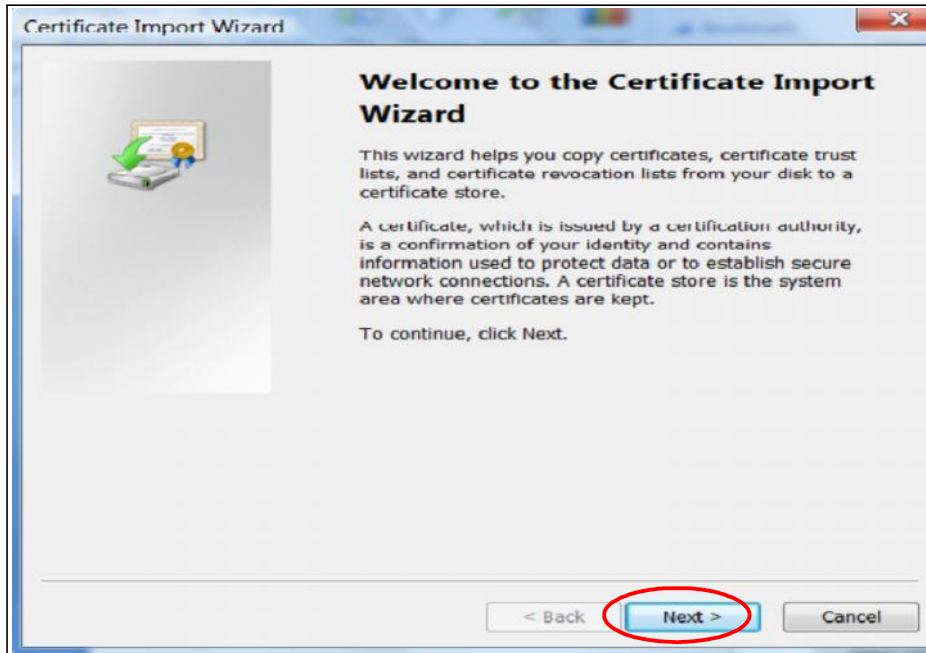 Certificate Import Wizard
Welcome to the Certificate Import
Wizard
This wizard helps you copy certificates, certificate trust
lists, and certificate revocation lists from your disk to a
certificate store.
A certificate, which is issued by a certification authority,
is a confirmation of your identity and contains
information used to protect data or to establish secure
network connections. A certificate store is the system
area where certificates are kept.
To continue, click Next.
< Back
Next >
Cancel